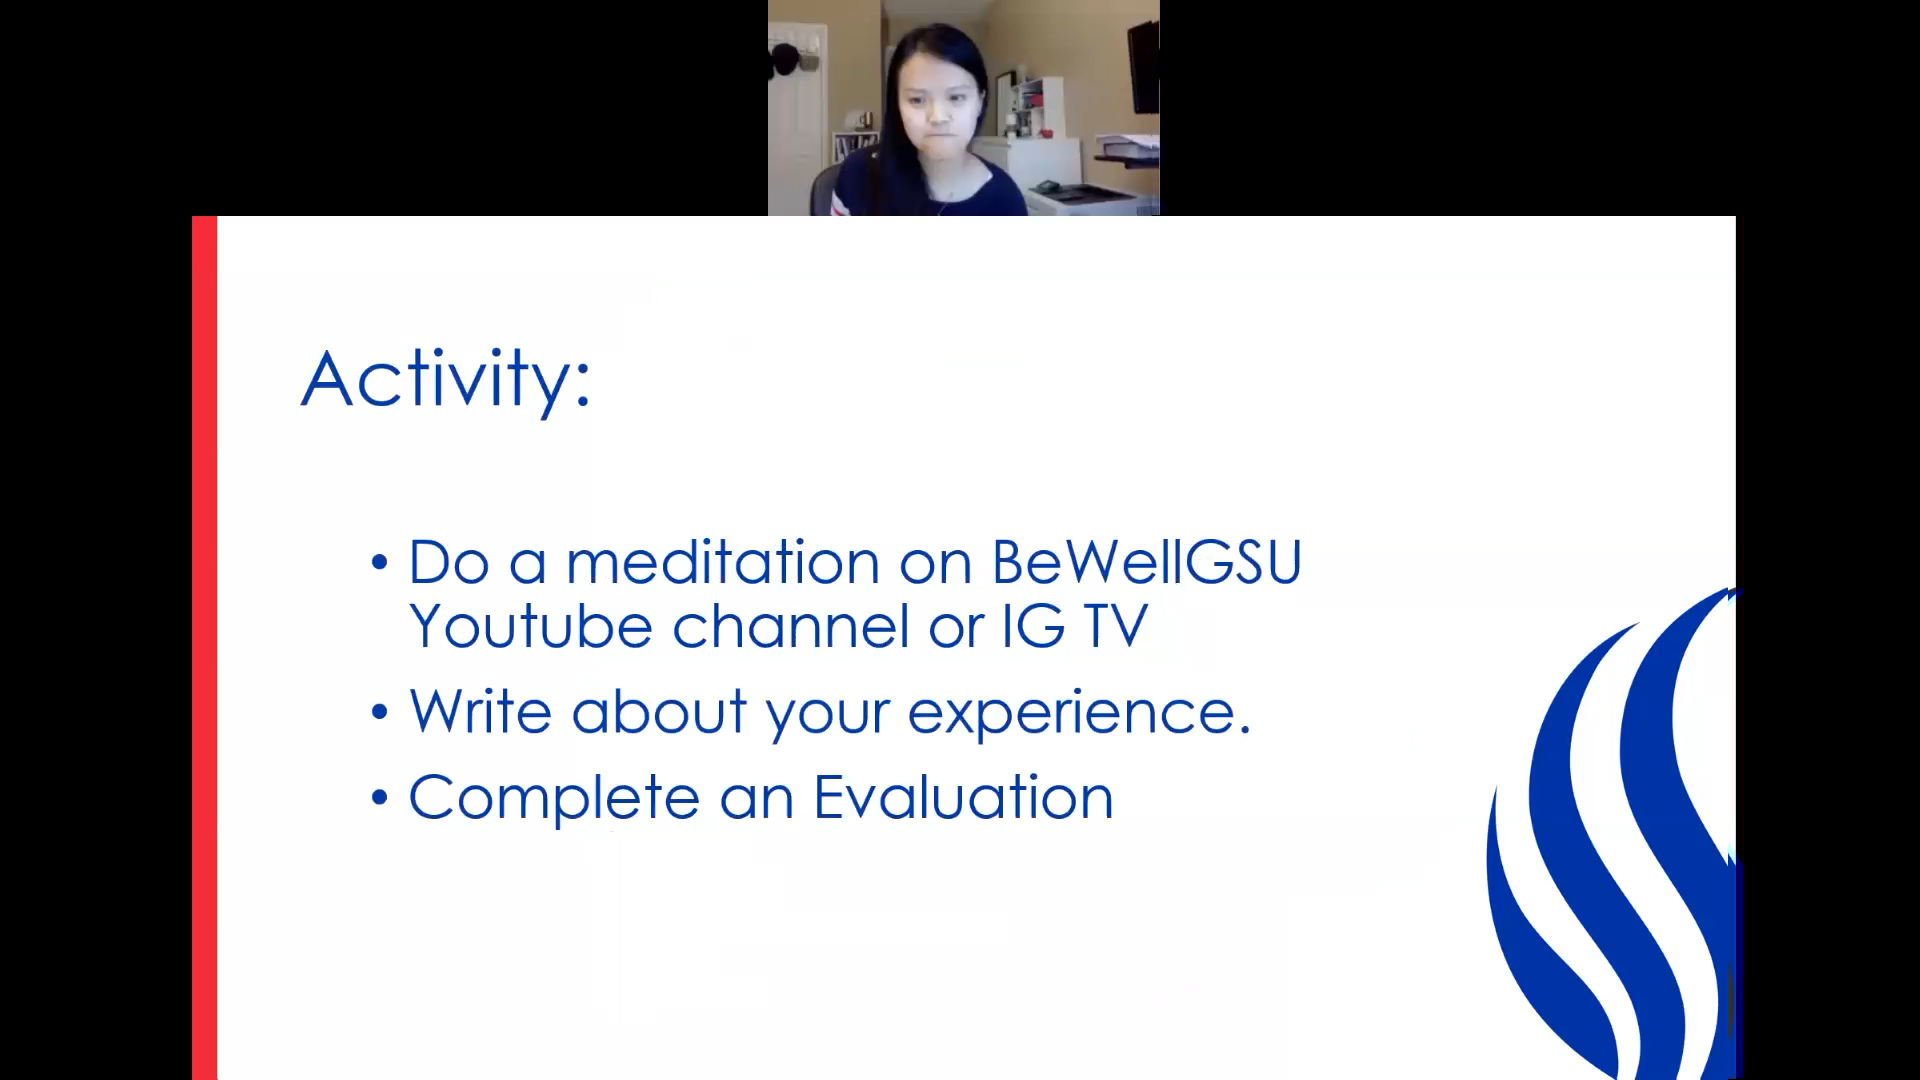 Activity:
• Do a meditation on BeWellGSU
Youtube channel or IG TV
• Write about your experience.
• Complete an Evaluation